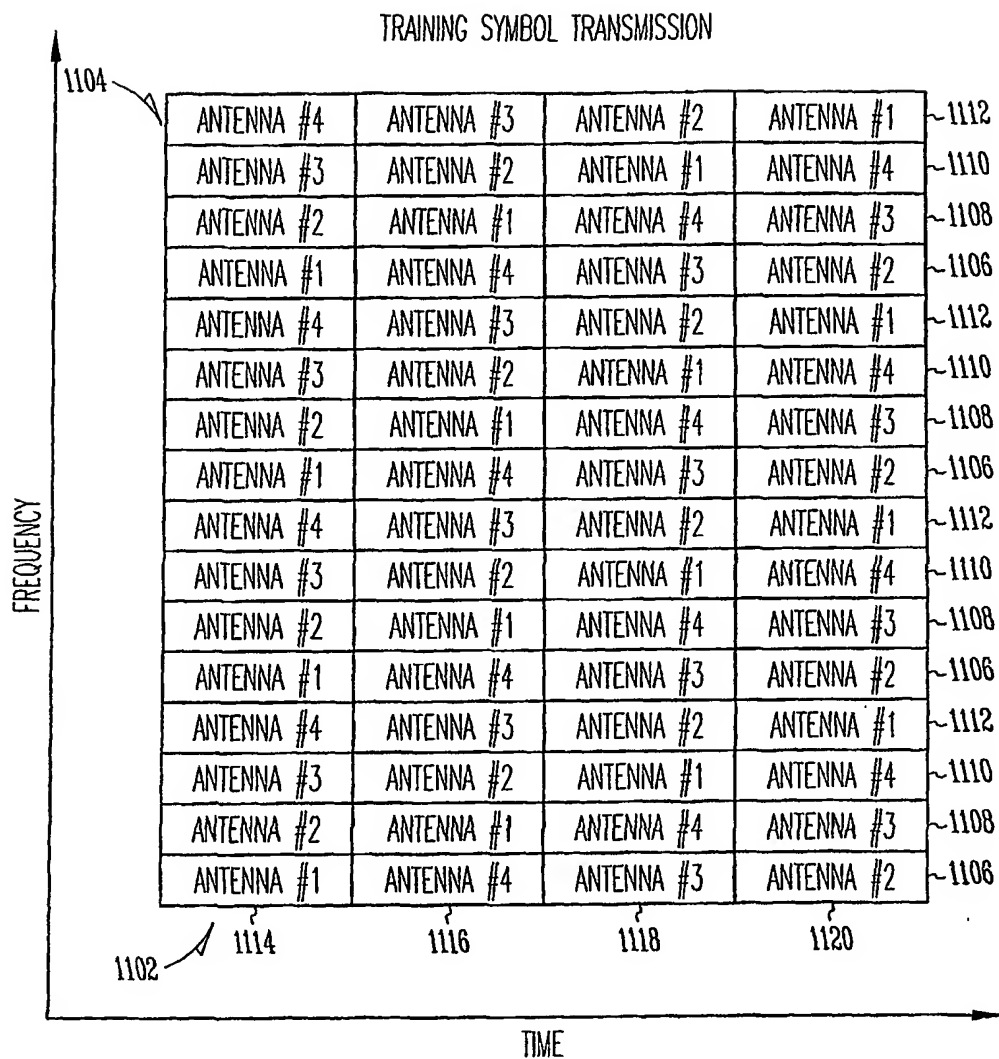 TRAINING SYMBOL TRANSMISSION
1104
ANTENNA #4 ANTENNA #3 ANTENNA #2 ANTENNA #1 1112
ANTENNA #3 ANTENNA #2 ANTENNA #1 ANTENNA #4 1110
ANTENNA #2 ANTENNA #1 ANTENNA #4 ANTENNA #3 1108
ANTENNA #1 ANTENNA #4 ANTENNA #3 ANTENNA #2 1106
ANTENNA #4 ANTENNA #3 ANTENNA #2 ANTENNA #1 1112
ANTENNA #3 ANTENNA #2 ANTENNA #1 ANTENNA #4 1110
ANTENNA #2 ANTENNA #1 ANTENNA #4 ANTENNA #3 1108
ANTENNA #1 ANTENNA #4 ANTENNA #3 ANTENNA #2 1106
ANTENNA #4 ANTENNA #3 ANTENNA #2 ANTENNA #1 1112
ANTENNA #3 ANTENNA #2 ANTENNA #1 ANTENNA #4 1110
ANTENNA #2 ANTENNA #1 ANTENNA #4 ANTENNA #3 1108
ANTENNA #1 ANTENNA #4 ANTENNA #3 ANTENNA #2 1106
ANTENNA #4 ANTENNA #3 ANTENNA #2 ANTENNA #1 1112
ANTENNA #3 ANTENNA #2 ANTENNA #1 ANTENNA #4 1110
ANTENNA #2 ANTENNA #1 ANTENNA #4 ANTENNA #3 1108
ANTENNA #1 ANTENNA #4 ANTENNA #3 ANTENNA #2 1106
1114 1116 1118 1120
1102
FREQUENCY
TIME